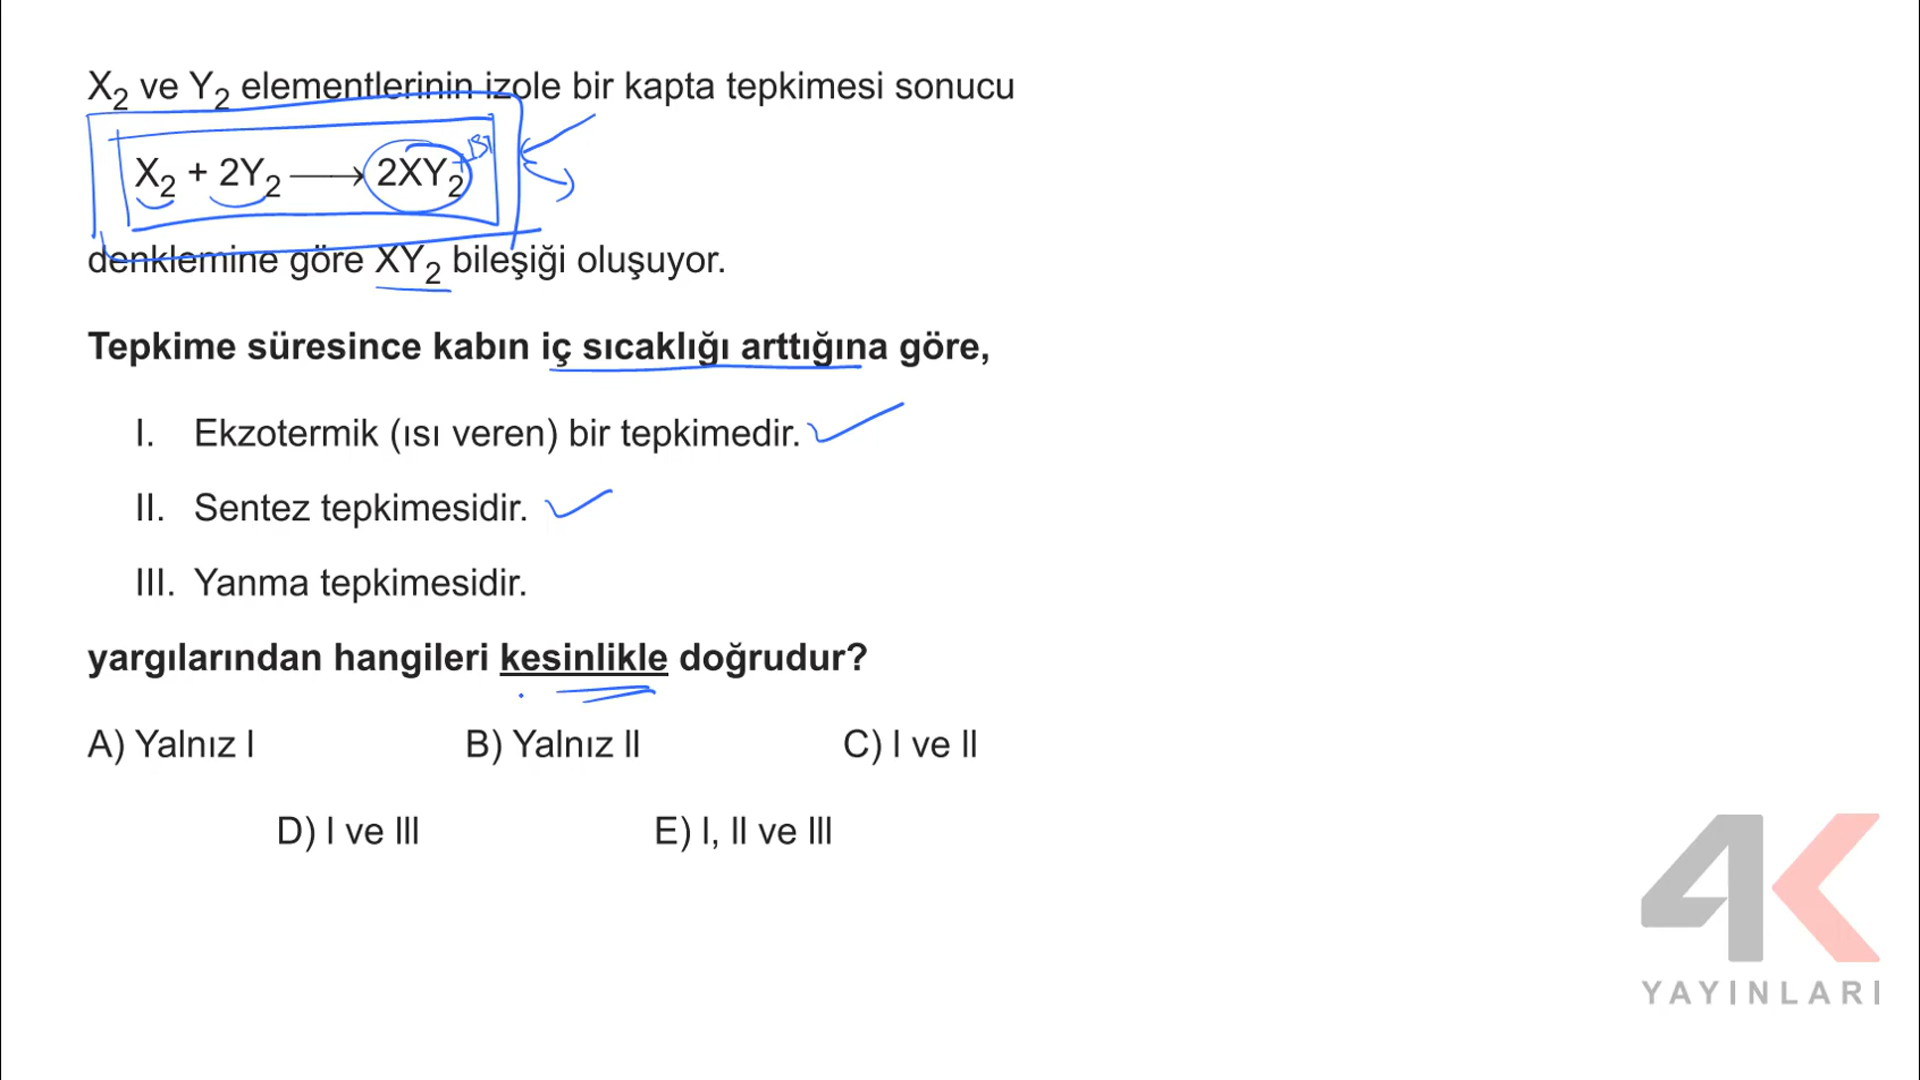 X₂ ve Y₂ elementlerinin izole bir kapta tepkimesi sonucu
X₂ + 2Y₂ ⟶ 2XY₂ +ısı
denklemine göre XY₂ bileşiği oluşuyor.
Tepkime süresince kabın iç sıcaklığı arttığına göre,
I. Ekzotermik (ısı veren) bir tepkimedir.
II. Sentez tepkimesidir.
III. Yanma tepkimesidir.
yargılarından hangileri kesinlikle doğrudur?
A) Yalnız I B) Yalnız II C) I ve II
D) I ve III E) I, II ve III
4K
YAYINLARI